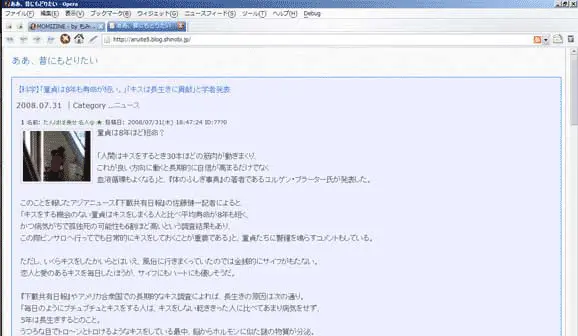 ああ、昔にもどりたい - Opera
ファイル(F) 編集(E) 表示(V) ブックマーク(B) ウィジェット(G) ニュースフィード(S) ツール(T) ヘルプ(H) Debug
MOMIZINE - by もみ
ああ、昔にもどりたい
http://arute5.blog.shinobi.jp/
ああ、昔にもどりたい
【科学】「童貞は8年も寿命が短い。」「キスは長生きに貢献」と学者発表
2008.07.31 | Category ..ニュース
1 名前: たんぽぽ乗せ名人φ ★ 投稿日: 2008/07/31(木) 18:47:24 ID:???0
童貞は8年ほど短命？
「人間はキスをするとき30本ほどの筋肉が動きまくり、
これが良い方向に働くと長期的に自信が高まるだけでなく
血液循環もよくなる」と、『体のふしぎ事典』の著者であるユルゲン・ブラーター氏が発表した。
このことを報したアジアニュース『下載共有日報』の佐藤健一記者によると、
「キスをする機会のない童貞はキスをしまくる人と比べ平均寿命が8年も短く、
かつ病気がちで孤独死の可能性も6割ほど高いという調査結果もあり、
この際ピンサロへ行ってでも日常的にキスをしておくことが重要である」と、童貞たちに警鐘を鳴らすコメントもしている。
ただし、いくらキスをしたからとはいえ、風俗に行きまくっていたのでは金銭的にサイフがもたない。
恋人と愛のあるキスを毎日したほうが、サイフにもハートにも優しそうだ。
『下載共有日報』やアメリカ合衆国での長期的なキス調査によれば、長生きの原因は次の通り。
「毎日のようにブチュブチュとキスをする人は、キスをしない乾ききった人に比べてあまり病気をせず、
5年は長生きするとのこと。
うつろな目でトローンとトロけるようなキスをしている最中、脳からホルモンに似た謎の物質が分泌。